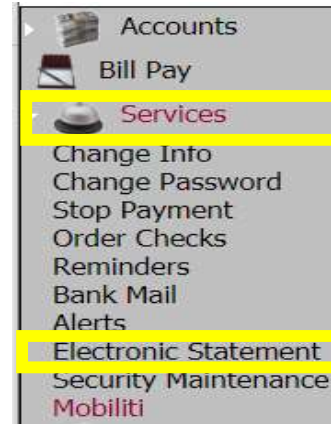 Accounts
Bill Pay
Services
Change Info
Change Password
Stop Payment
Order Checks
Reminders
Bank Mail
Alerts
Electronic Statement
Security Maintenance
Mobiliti